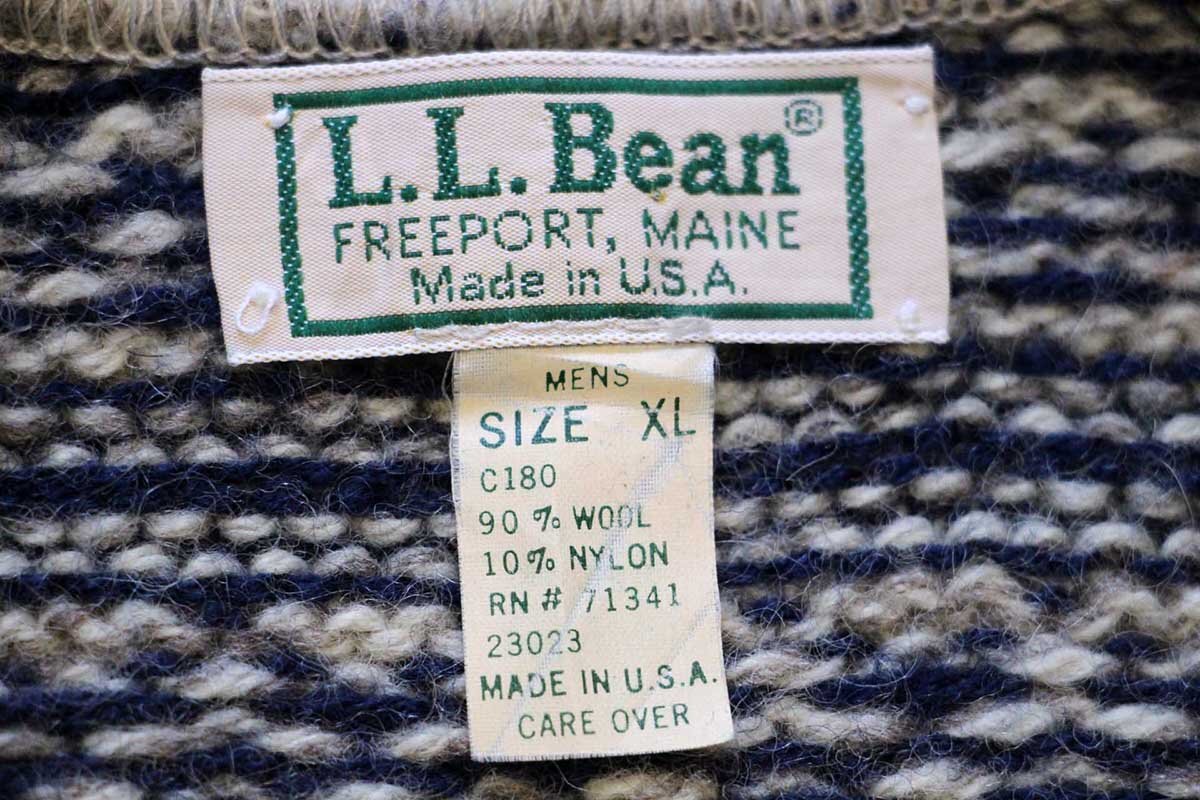 L.L.Bean®
FREEPORT, MAINE
Made in U.S.A.
MENS
SIZE XL
C180
90 % WOOL
10% NYLON
RN # 71341
23023
MADE IN U.S.A.
CARE OVER